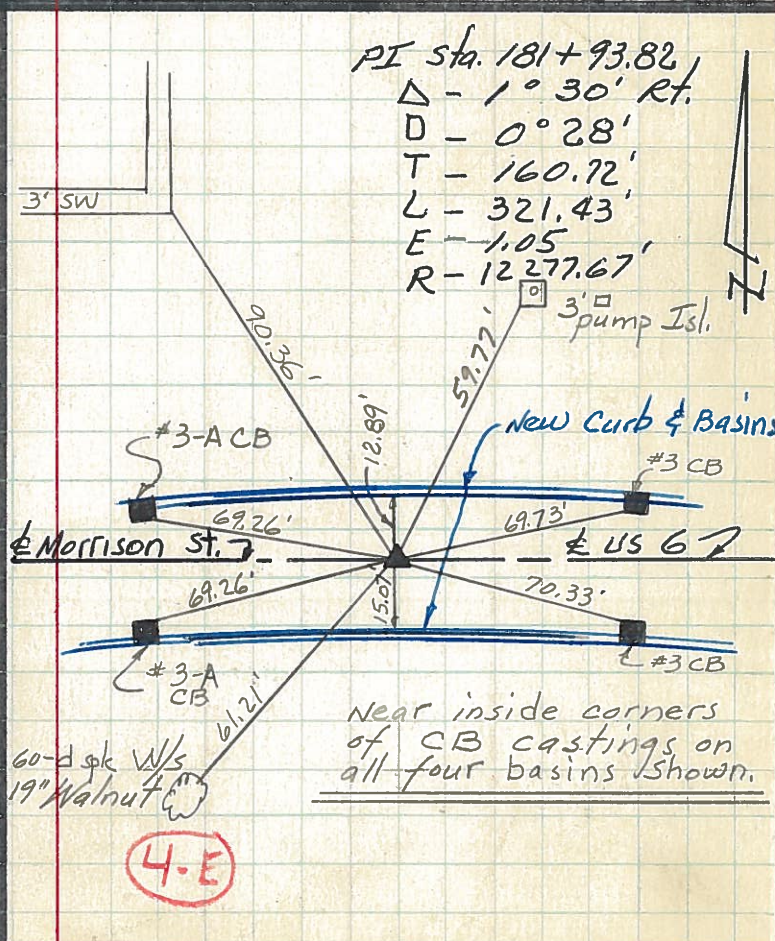 PI Sta. 181+93.82
Δ - 1° 30' Rt.
D - 0° 28'
T - 160.72'
L - 321.43'
E - 1.05'
R - 12277.67'
N
3' SW
3' □ pump Isl.
90.36'
59.77'
12.89'
New Curb & Basins
#3-A CB
#3 CB
69.26'
69.73'
℄ Morrison St.
℄ US 6
69.26'
15.07
70.33'
#3-A CB
#3 CB
61.21'
Near inside corners
of CB castings on
all four basins shown.
60-d spk W/s
19" Walnut
4-E